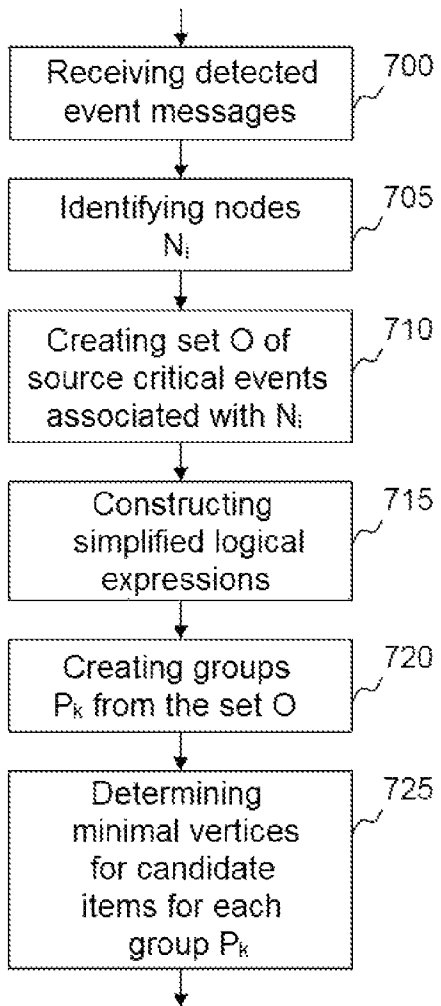 Receiving detected
event messages
700
Identifying nodes
Nᵢ
705
Creating set O of
source critical events
associated with Nᵢ
710
Constructing
simplified logical
expressions
715
Creating groups
Pₖ from the set O
720
Determining
minimal vertices
for candidate
items for each
group Pₖ
725